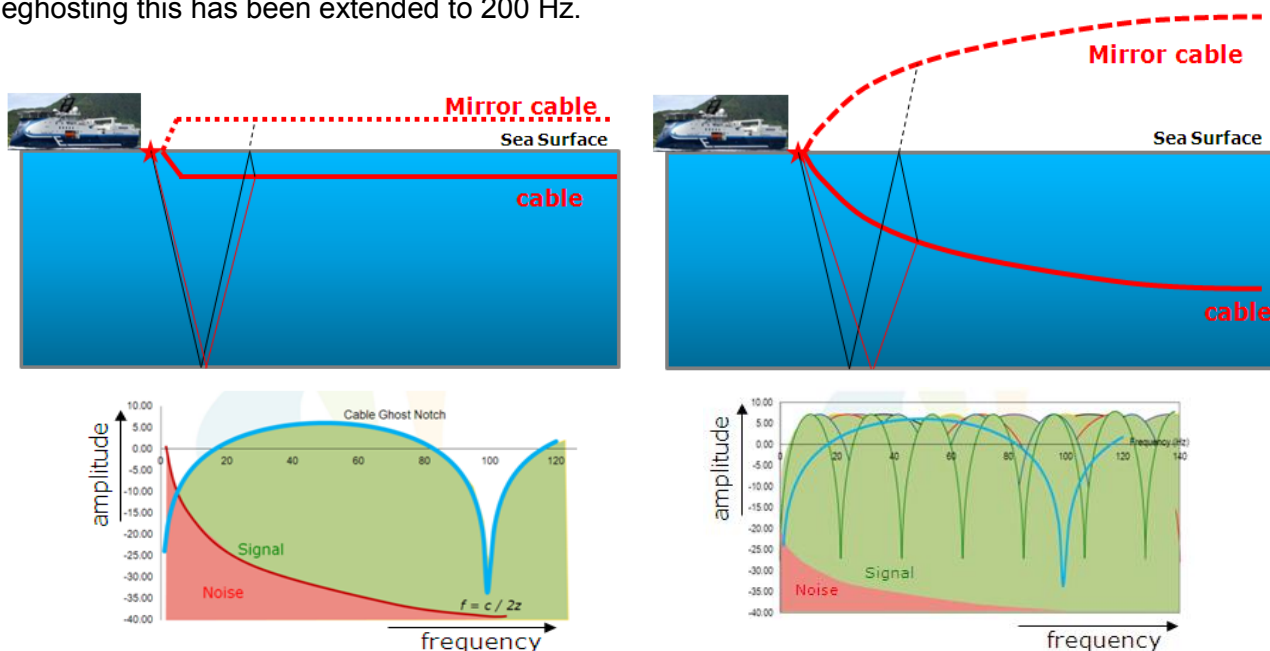 eghosting this has been extended to 200 Hz.
Mirror cable
Sea Surface
cable
Mirror cable
Sea Surface
cable
10.00
5.00
0.00
-5.00
-10.00
-15.00
-20.00
-25.00
-30.00
-35.00
-40.00
amplitude
Cable Ghost Notch
0 20 40 60 80 100 120
Signal
Noise
f = c / 2z
frequency
10.00
5.00
0.00
-5.00
-10.00
-15.00
-20.00
-25.00
-30.00
-35.00
-40.00
amplitude
Frequency (Hz)
0 20 40 60 80 100 120 140
Signal
Noise
frequency